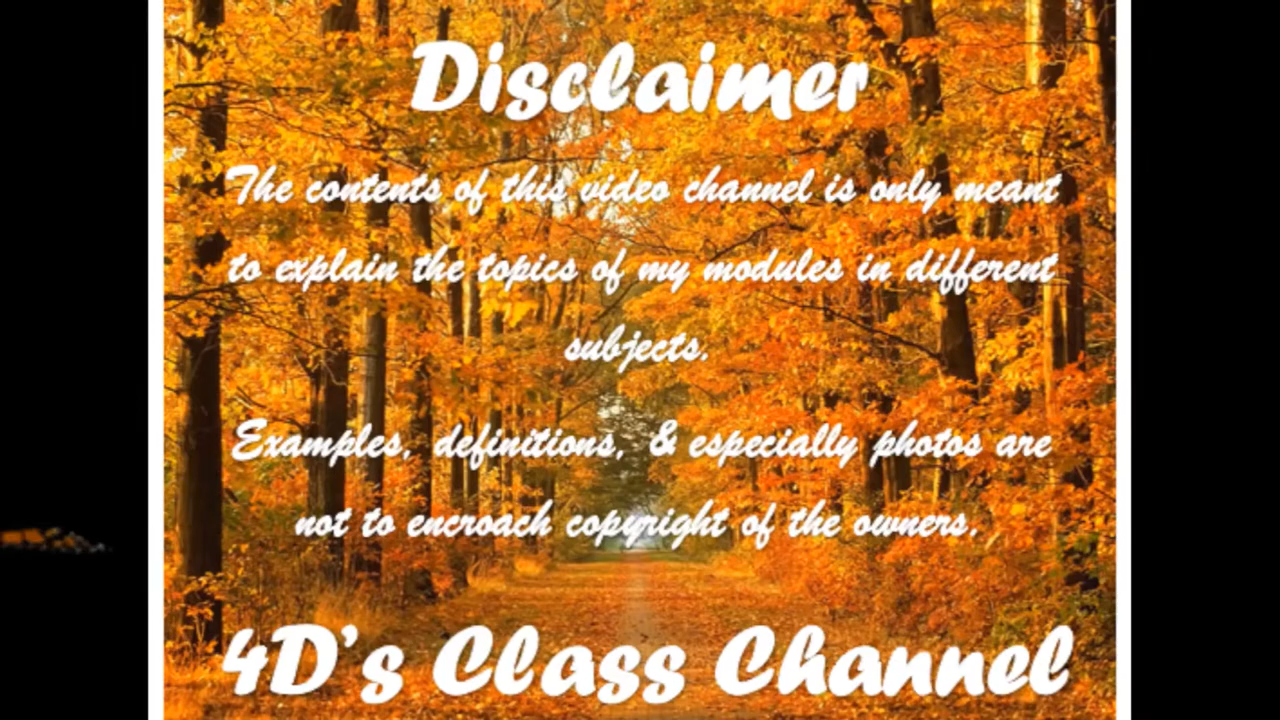 Disclaimer
The contents of this video channel is only meant
to explain the topics of my modules in different
subjects.
Examples, definitions, & especially photos are
not to encroach copyright of the owners.
4D's Class Channel